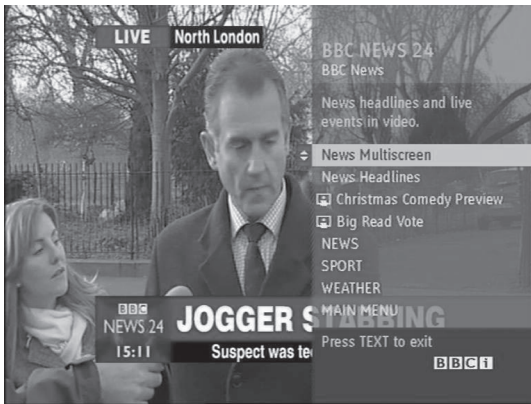 LIVE North London
BBC NEWS 24
BBC News
News headlines and live
events in video.
News Multiscreen
News Headlines
Christmas Comedy Preview
Big Read Vote
NEWS
SPORT
WEATHER
MAIN MENU
Press TEXT to exit
BBCi
BBC
NEWS 24
15:11
JOGGER STABBING
Suspect was